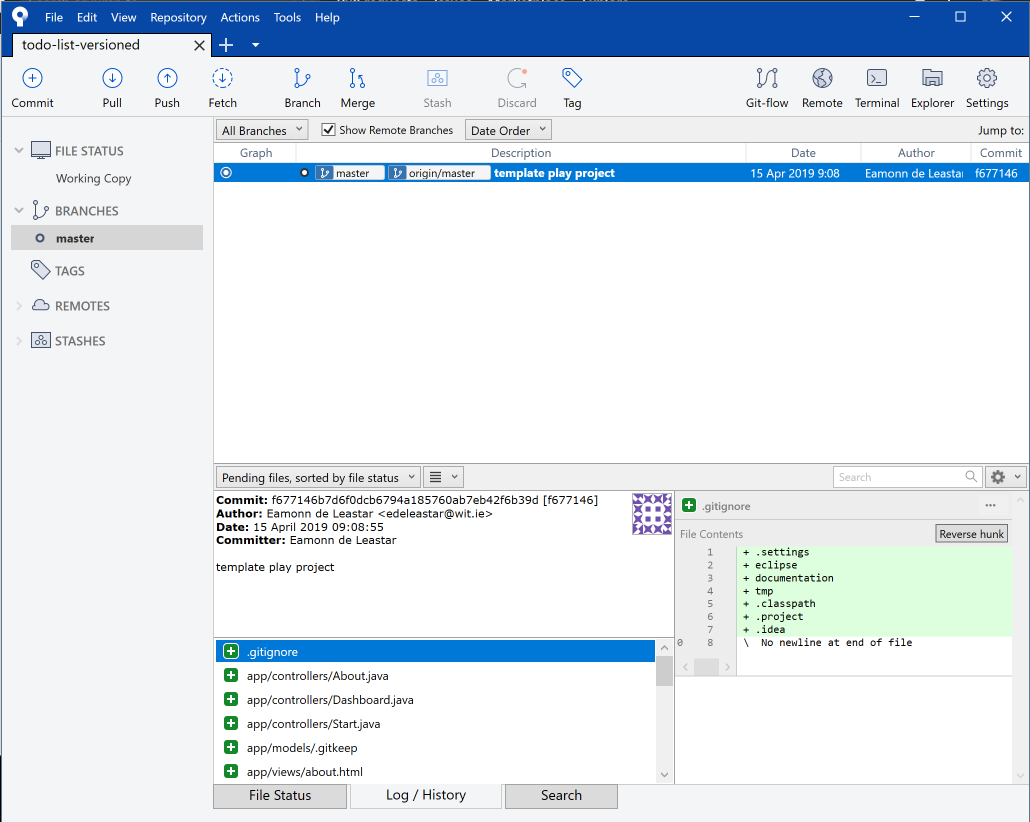 File Edit View Repository Actions Tools Help
todo-list-versioned
Commit Pull Push Fetch Branch Merge Stash Discard Tag Git-flow Remote Terminal Explorer Settings
All Branches Show Remote Branches Date Order Jump to:
Graph Description Date Author Commit
master origin/master template play project 15 Apr 2019 9:08 Eamonn de Leastar f677146
FILE STATUS
Working Copy
BRANCHES
master
TAGS
REMOTES
STASHES
Pending files, sorted by file status Search
Commit: f677146b7d6f0dcb6794a185760ab7eb42f6b39d [f677146]
Author: Eamonn de Leastar <edeleastar@wit.ie>
Date: 15 April 2019 09:08:55
Committer: Eamonn de Leastar
template play project
.gitignore
app/controllers/About.java
app/controllers/Dashboard.java
app/controllers/Start.java
app/models/.gitkeep
app/views/about.html
.gitignore
File Contents Reverse hunk
1 + .settings
2 + eclipse
3 + documentation
4 + tmp
5 + .classpath
6 + .project
7 + .idea
0 8 \ No newline at end of file
File Status Log / History Search